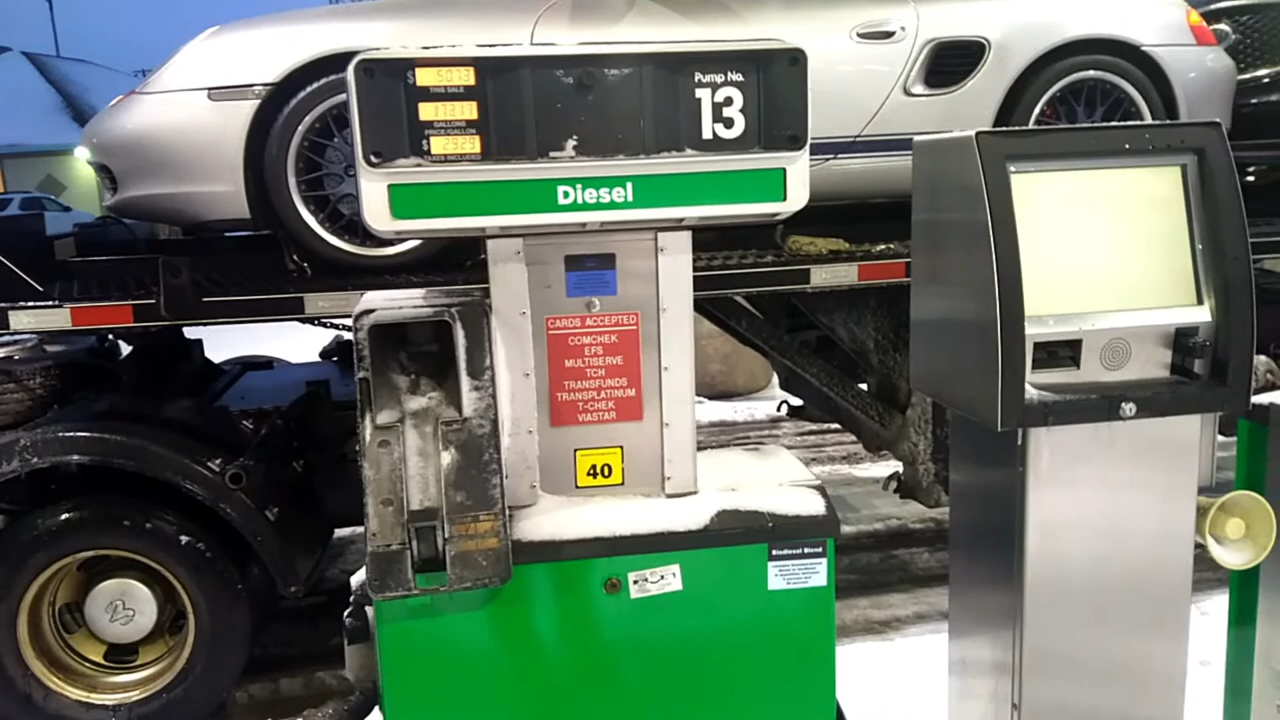 $ 50.73
THIS SALE
17.317
GALLONS
PRICE/GALLON
$ 2.929
TAXES INCLUDED
Pump No.
13
Diesel
CARDS ACCEPTED
COMCHEK
EFS
MULTISERVE
TCH
TRANSFUNDS
TRANSPLATINUM
T-CHEK
VIASTAR
40
Biodiesel Blend